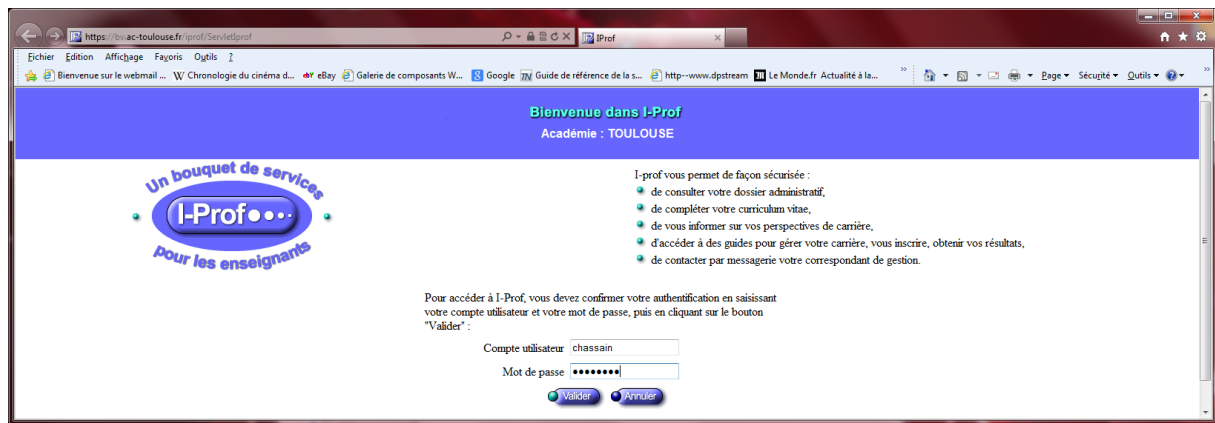 https://bv.ac-toulouse.fr/iprof/ServletIprof
IProf
Fichier Edition Affichage Favoris Outils ?
Bienvenue sur le webmail ... W Chronologie du cinéma d... eBay Galerie de composants W... Google Guide de référence de la s... http--www.dpstream Le Monde.fr Actualité à la... Page Sécurité Outils
Bienvenue dans I-Prof
Académie : TOULOUSE
Un bouquet de services
I-Prof
pour les enseignants
I-prof vous permet de façon sécurisée :
de consulter votre dossier administratif,
de compléter votre curriculum vitae,
de vous informer sur vos perspectives de carrière,
d'accéder à des guides pour gérer votre carrière, vous inscrire, obtenir vos résultats,
de contacter par messagerie votre correspondant de gestion.
Pour accéder à I-Prof, vous devez confirmer votre authentification en saisissant
votre compte utilisateur et votre mot de passe, puis en cliquant sur le bouton
"Valider" :
Compte utilisateur chassain
Mot de passe ••••••••
Valider Annuler